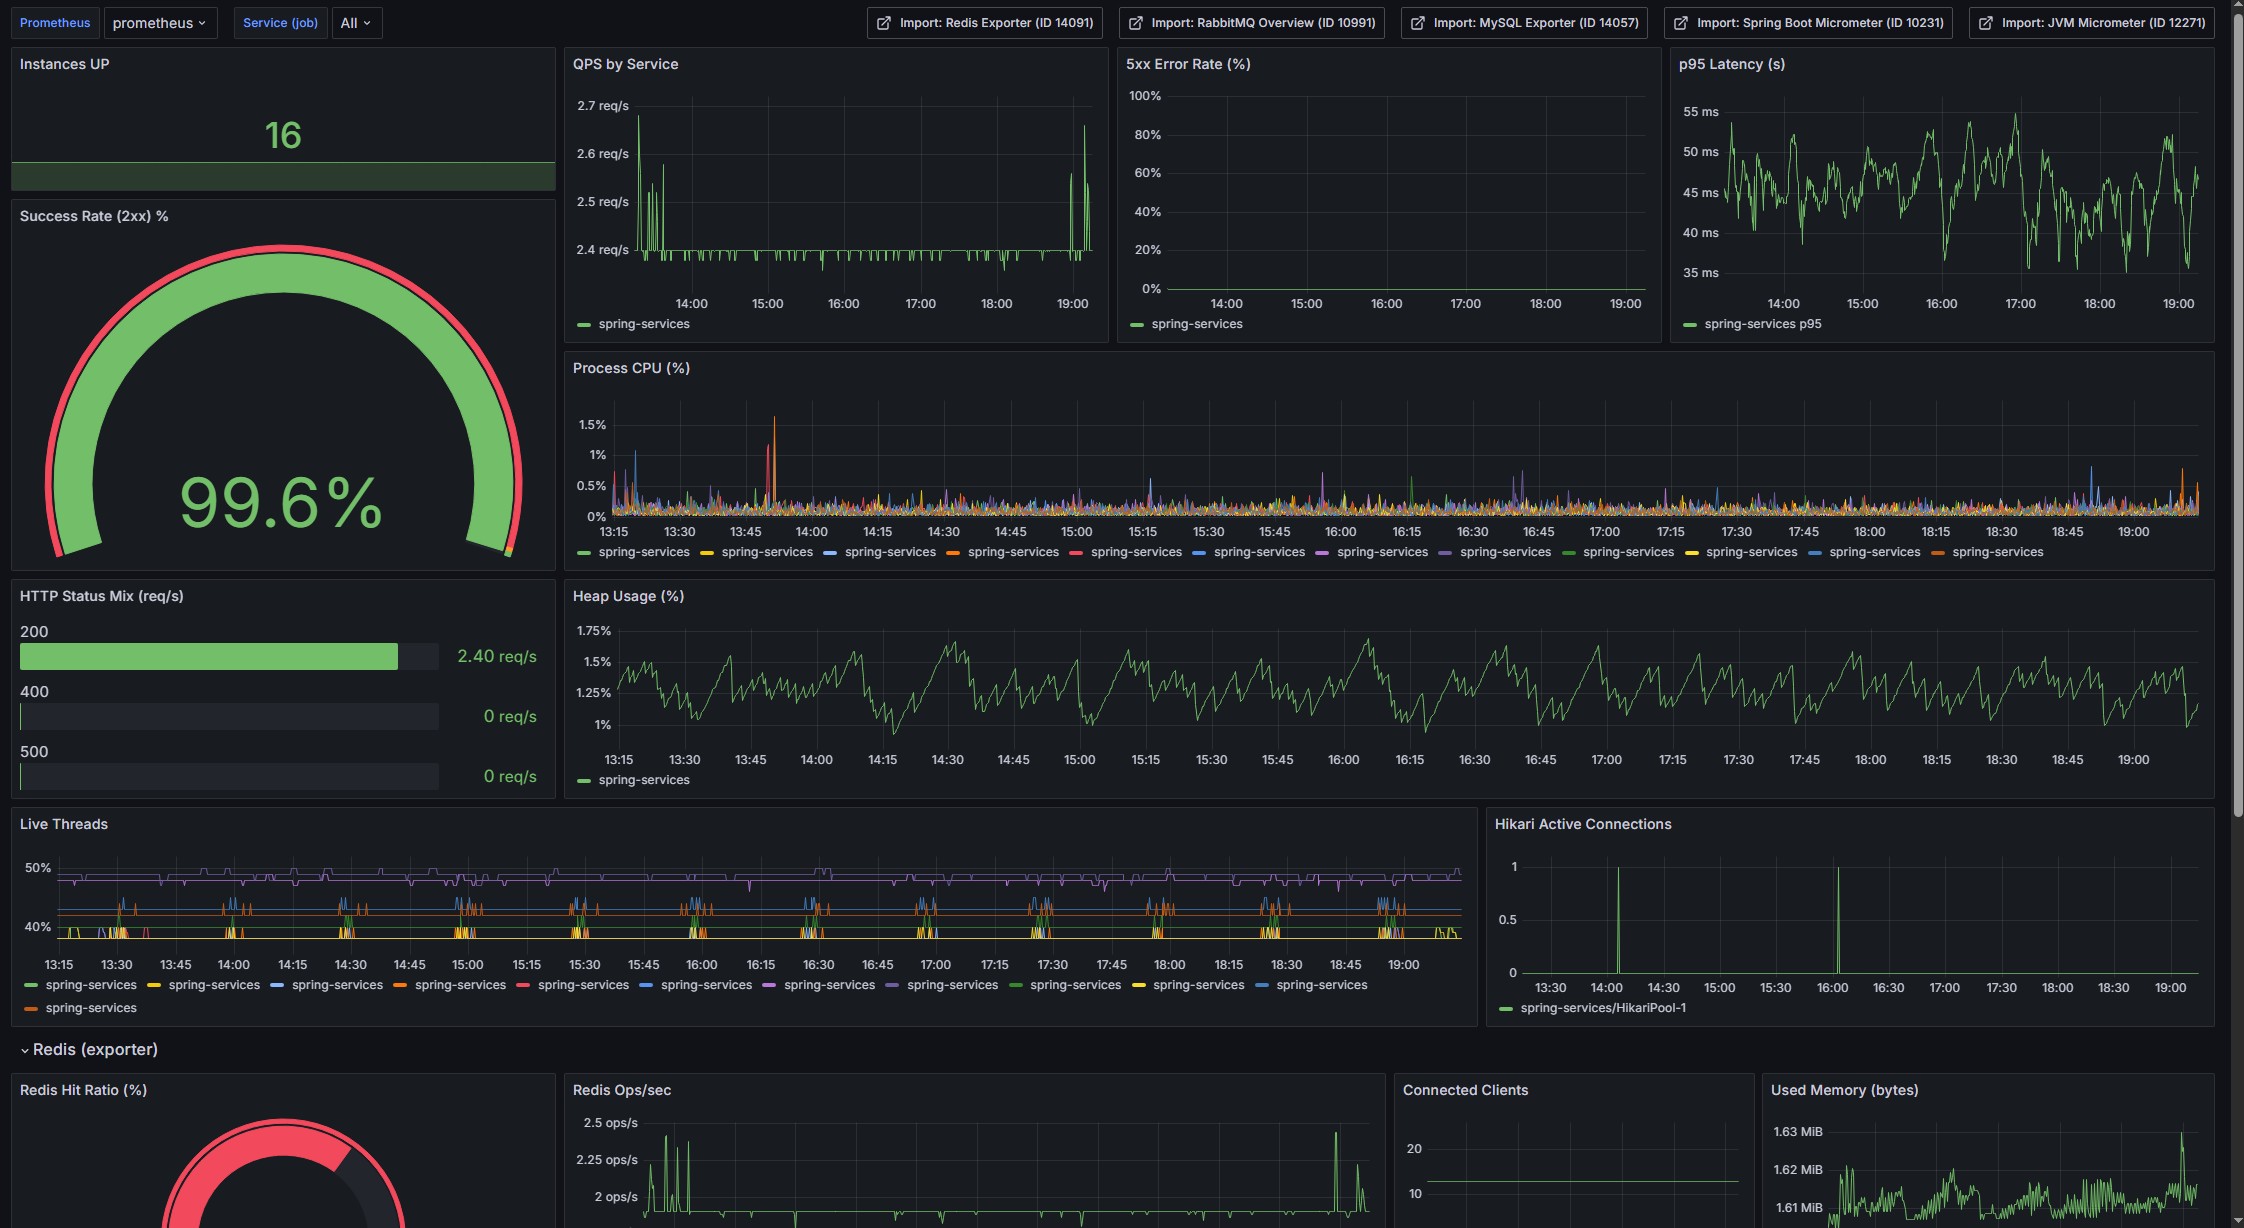 Prometheus prometheus Service (job) All Import: Redis Exporter (ID 14091) Import: RabbitMQ Overview (ID 10991) Import: MySQL Exporter (ID 14057) Import: Spring Boot Micrometer (ID 10231) Import: JVM Micrometer (ID 12271)
Instances UP
16
Success Rate (2xx) %
99.6%
HTTP Status Mix (req/s)
200
2.40 req/s
400
0 req/s
500
0 req/s
QPS by Service
2.7 req/s
2.6 req/s
2.5 req/s
2.4 req/s
14:00 15:00 16:00 17:00 18:00 19:00
spring-services
5xx Error Rate (%)
100%
80%
60%
40%
20%
0%
14:00 15:00 16:00 17:00 18:00 19:00
spring-services
p95 Latency (s)
55 ms
50 ms
45 ms
40 ms
35 ms
14:00 15:00 16:00 17:00 18:00 19:00
spring-services p95
Process CPU (%)
1.5%
1%
0.5%
0%
13:15 13:30 13:45 14:00 14:15 14:30 14:45 15:00 15:15 15:30 15:45 16:00 16:15 16:30 16:45 17:00 17:15 17:30 17:45 18:00 18:15 18:30 18:45 19:00
spring-services spring-services spring-services spring-services spring-services spring-services spring-services spring-services spring-services spring-services spring-services spring-services
Heap Usage (%)
1.75%
1.5%
1.25%
1%
13:15 13:30 13:45 14:00 14:15 14:30 14:45 15:00 15:15 15:30 15:45 16:00 16:15 16:30 16:45 17:00 17:15 17:30 17:45 18:00 18:15 18:30 18:45 19:00
spring-services
Live Threads
50%
40%
13:15 13:30 13:45 14:00 14:15 14:30 14:45 15:00 15:15 15:30 15:45 16:00 16:15 16:30 16:45 17:00 17:15 17:30 17:45 18:00 18:15 18:30 18:45 19:00
spring-services spring-services spring-services spring-services spring-services spring-services spring-services spring-services spring-services spring-services spring-services
spring-services
Hikari Active Connections
1
0.5
0
13:30 14:00 14:30 15:00 15:30 16:00 16:30 17:00 17:30 18:00 18:30 19:00
spring-services/HikariPool-1
Redis (exporter)
Redis Hit Ratio (%)
Redis Ops/sec
2.5 ops/s
2.25 ops/s
2 ops/s
Connected Clients
20
10
Used Memory (bytes)
1.63 MiB
1.62 MiB
1.61 MiB